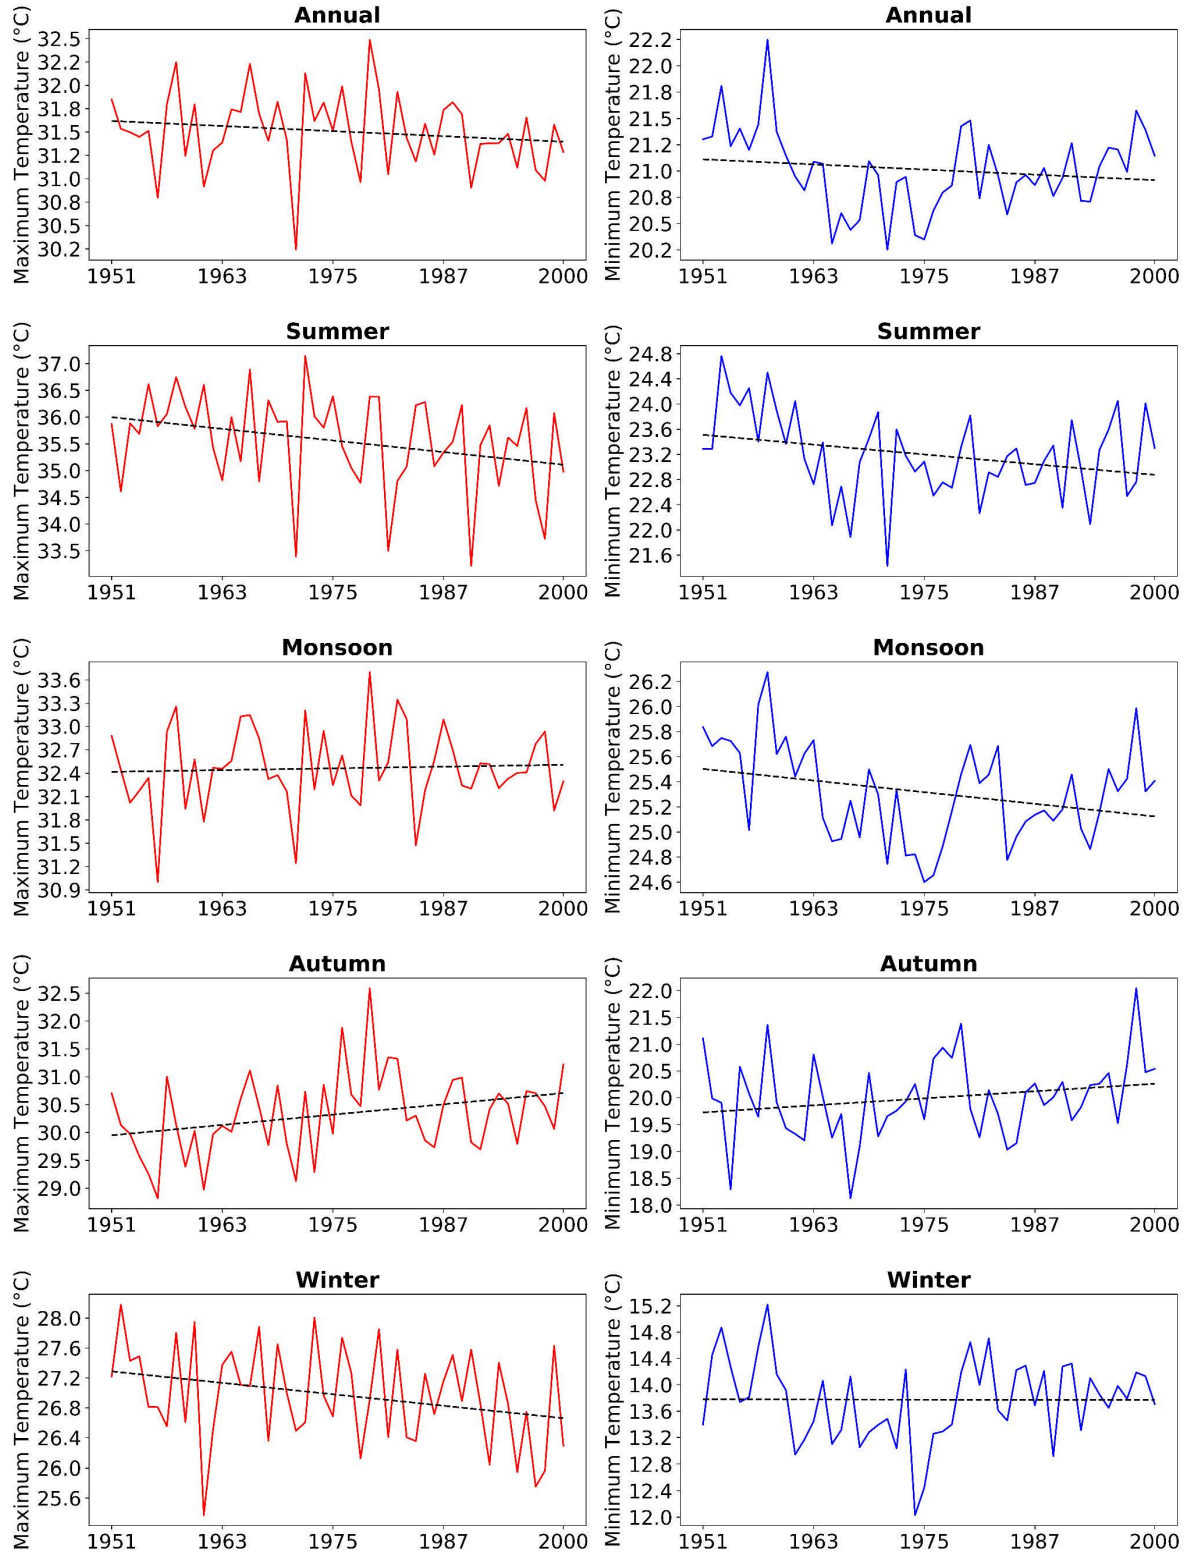 Annual
Maximum Temperature (°C)
32.5
32.2
32.0
31.8
31.5
31.2
31.0
30.8
30.5
30.2
1951 1963 1975 1987 2000
Annual
Minimum Temperature (°C)
22.2
22.0
21.8
21.5
21.2
21.0
20.8
20.5
20.2
1951 1963 1975 1987 2000
Summer
Maximum Temperature (°C)
37.0
36.5
36.0
35.5
35.0
34.5
34.0
33.5
1951 1963 1975 1987 2000
Summer
Minimum Temperature (°C)
24.8
24.4
24.0
23.6
23.2
22.8
22.4
22.0
21.6
1951 1963 1975 1987 2000
Monsoon
Maximum Temperature (°C)
33.6
33.3
33.0
32.7
32.4
32.1
31.8
31.5
31.2
30.9
1951 1963 1975 1987 2000
Monsoon
Minimum Temperature (°C)
26.2
26.0
25.8
25.6
25.4
25.2
25.0
24.8
24.6
1951 1963 1975 1987 2000
Autumn
Maximum Temperature (°C)
32.5
32.0
31.5
31.0
30.5
30.0
29.5
29.0
1951 1963 1975 1987 2000
Autumn
Minimum Temperature (°C)
22.0
21.5
21.0
20.5
20.0
19.5
19.0
18.5
18.0
1951 1963 1975 1987 2000
Winter
Maximum Temperature (°C)
28.0
27.6
27.2
26.8
26.4
26.0
25.6
1951 1963 1975 1987 2000
Winter
Minimum Temperature (°C)
15.2
14.8
14.4
14.0
13.6
13.2
12.8
12.4
12.0
1951 1963 1975 1987 2000